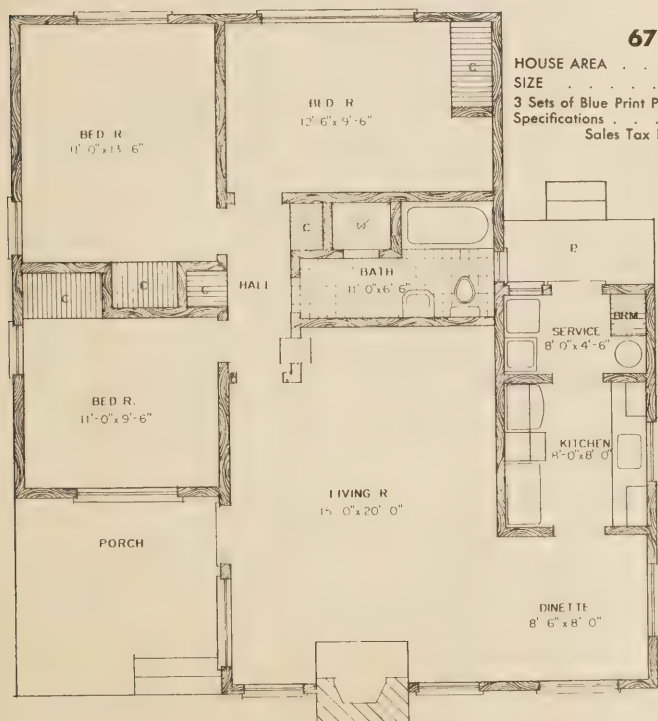 67
HOUSE AREA . .
SIZE . . . . .
3 Sets of Blue Print P
Specifications . .
Sales Tax
BED R
12' 6" x 9'-6"
C
BED R
11' 0" x 13' 6"
C
W
P
BATH
11' 0" x 6' 6"
HALL
C
C
C
SERVICE
8' 0" x 4'-6"
BRM.
BED R.
11'-0" x 9'-6"
KITCHEN
8'-0" x 8' 0"
LIVING R
15' 0" x 20' 0"
PORCH
DINETTE
8' 6" x 8' 0"